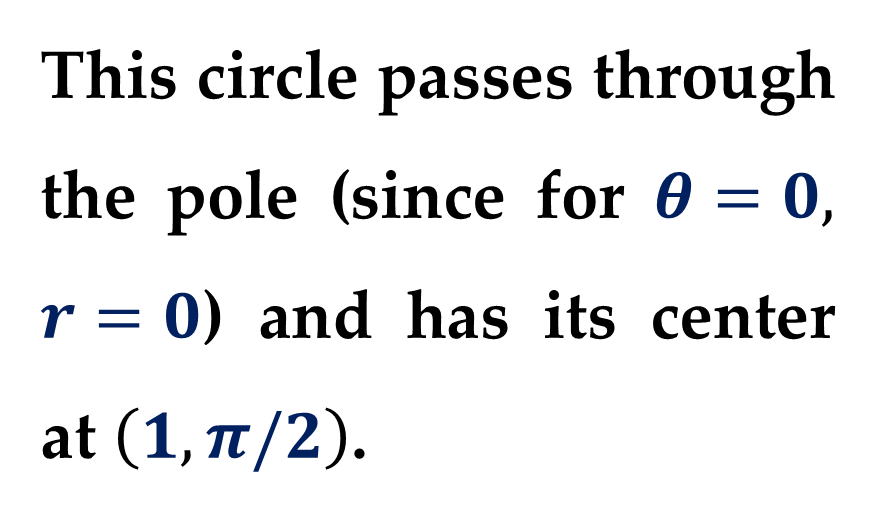 This circle passes through
the pole (since for θ = 0,
r = 0) and has its center
at (1, π/2).